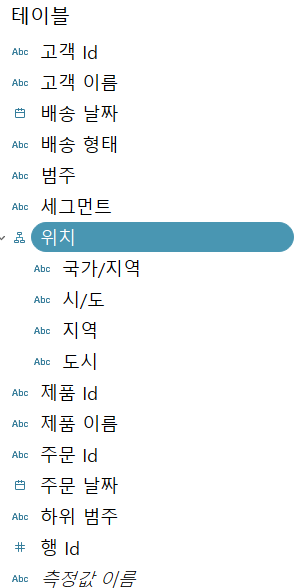 테이블
Abc 고객 Id
Abc 고객 이름
배송 날짜
Abc 배송 형태
Abc 범주
Abc 세그먼트
위치
Abc 국가/지역
Abc 시/도
Abc 지역
Abc 도시
Abc 제품 Id
Abc 제품 이름
Abc 주문 Id
주문 날짜
Abc 하위 범주
# 행 Id
Abc 측정값 이름